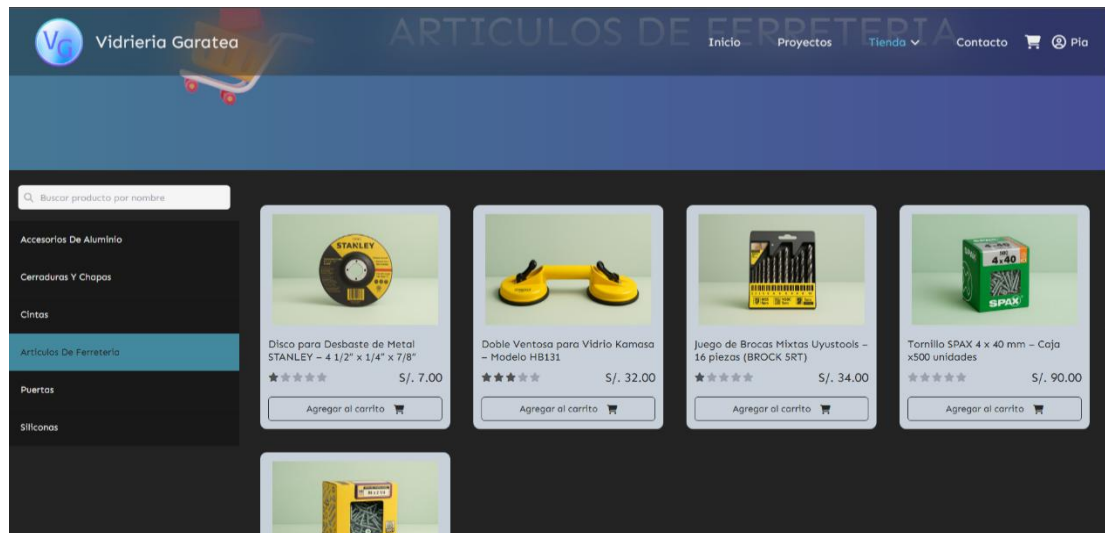 VG
Vidrieria Garatea
ARTICULOS DE FERRETERIA
Inicio
Proyectos
Tienda
Contacto
Pia
Buscar producto por nombre
Accesorios De Aluminio
Cerraduras Y Chapas
Cintas
Articulos De Ferreteria
Puertas
Siliconas
STANLEY
Disco para Desbaste de Metal
STANLEY – 4 1/2" x 1/4" x 7/8"
S/. 7.00
Agregar al carrito
Doble Ventosa para Vidrio Kamasa
– Modelo HB131
S/. 32.00
Agregar al carrito
Juego de Brocas Mixtas Uyustools –
16 piezas (BROCK 5RT)
S/. 34.00
Agregar al carrito
4x40
SPAX
Tornillo SPAX 4 x 40 mm – Caja
x500 unidades
S/. 90.00
Agregar al carrito